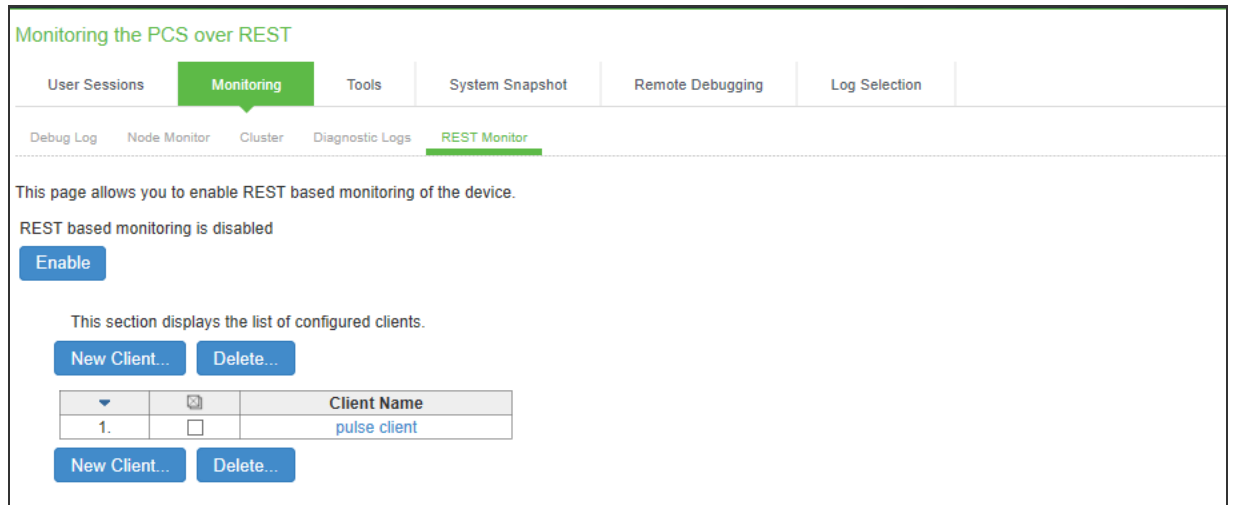 Monitoring the PCS over REST
User Sessions Monitoring Tools System Snapshot Remote Debugging Log Selection
Debug Log Node Monitor Cluster Diagnostic Logs REST Monitor
This page allows you to enable REST based monitoring of the device.
REST based monitoring is disabled
Enable
This section displays the list of configured clients.
New Client... Delete...
Client Name
1. pulse client
New Client... Delete...